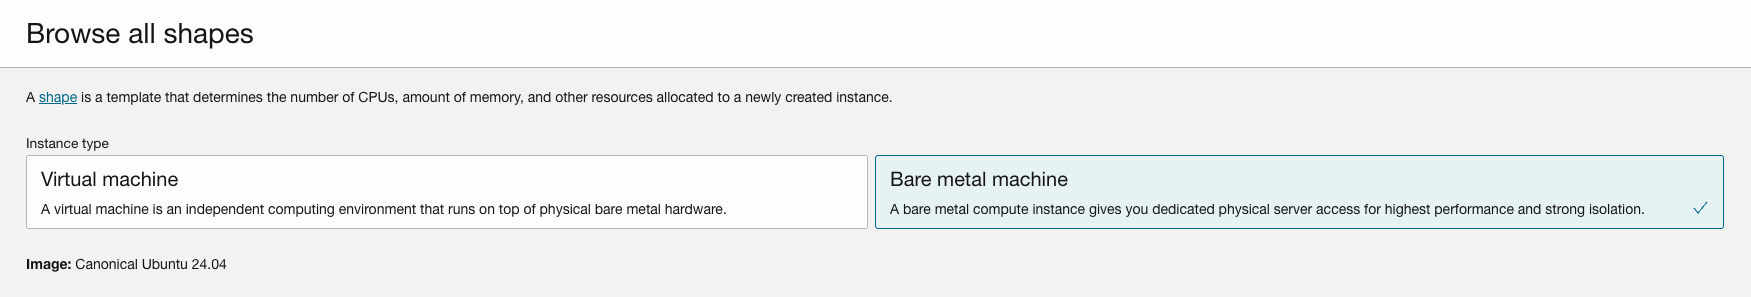 Browse all shapes
A shape is a template that determines the number of CPUs, amount of memory, and other resources allocated to a newly created instance.
Instance type
Virtual machine
A virtual machine is an independent computing environment that runs on top of physical bare metal hardware.
Bare metal machine
A bare metal compute instance gives you dedicated physical server access for highest performance and strong isolation.
Image: Canonical Ubuntu 24.04